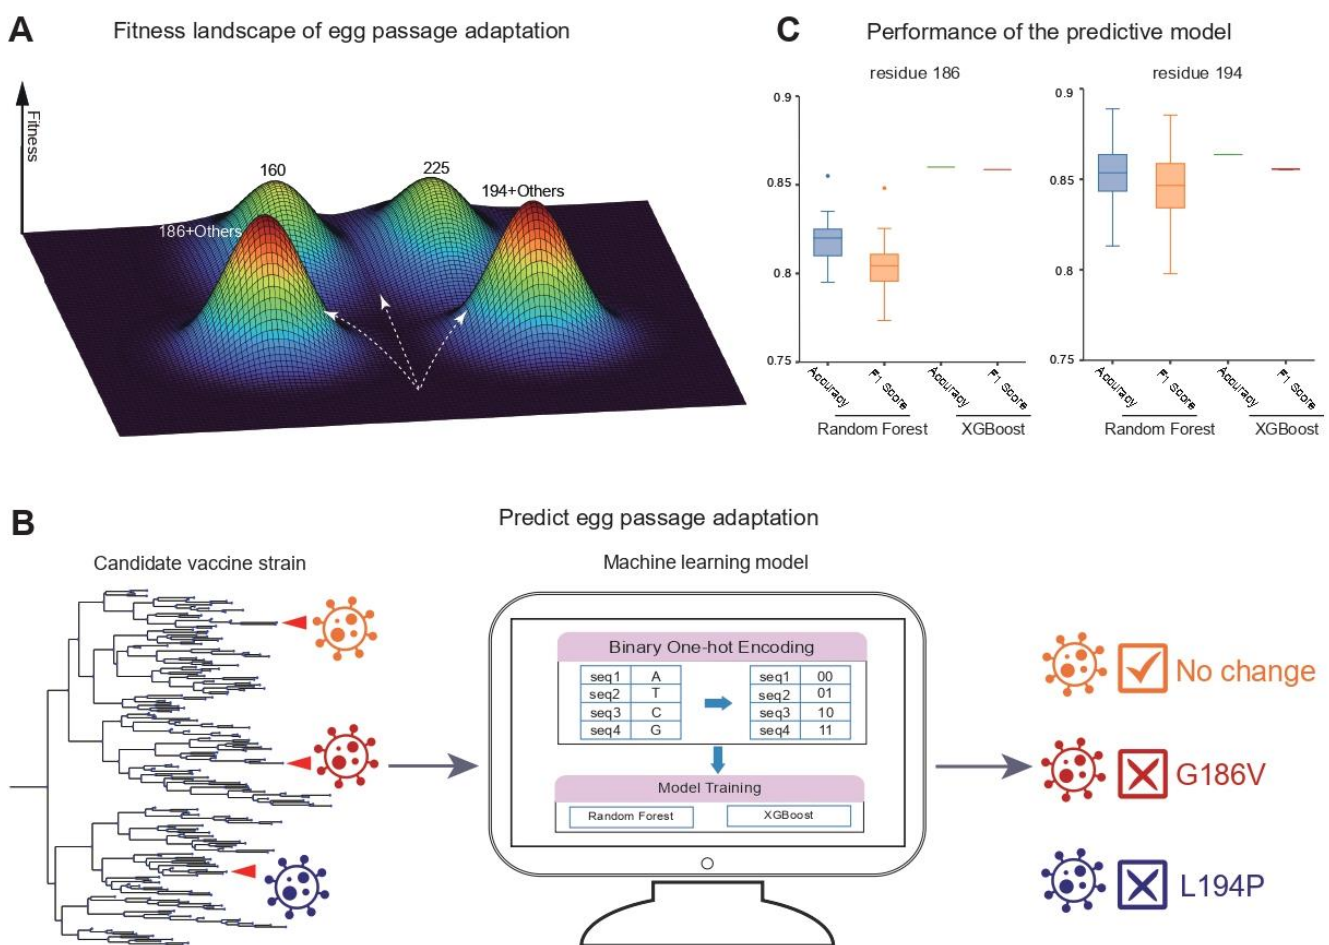 A
Fitness landscape of egg passage adaptation
Fitness
160
225
194+Others
186+Others
C
Performance of the predictive model
residue 186
residue 194
0.9
0.85
0.8
0.75
Accuracy
F1 Score
Accuracy
F1 Score
Random Forest
XGBoost
0.9
0.85
0.8
0.75
Accuracy
F1 Score
Accuracy
F1 Score
Random Forest
XGBoost
B
Predict egg passage adaptation
Candidate vaccine strain
Machine learning model
Binary One-hot Encoding
seq1 A
seq2 T
seq3 C
seq4 G
seq1 00
seq2 01
seq3 10
seq4 11
Model Training
Random Forest
XGBoost
No change
G186V
L194P